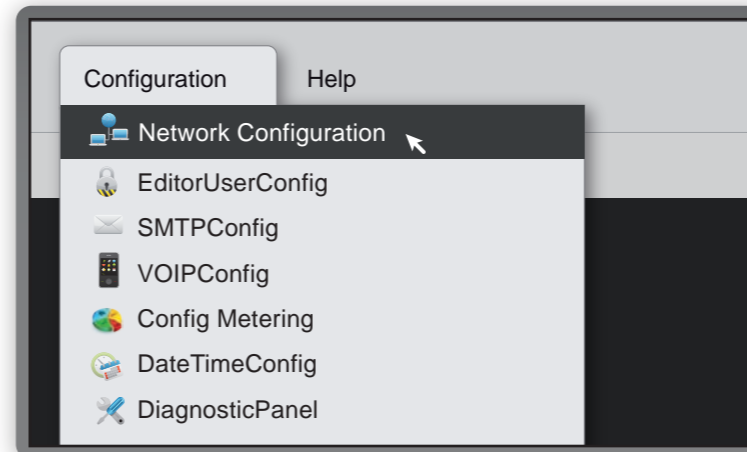 Configuration Help
Network Configuration
EditorUserConfig
SMTPConfig
VOIPConfig
Config Metering
DateTimeConfig
DiagnosticPanel